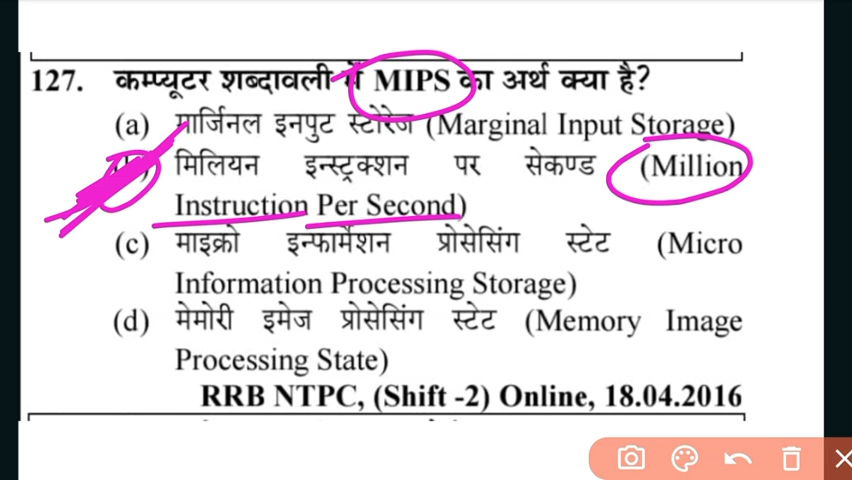 127. कम्प्यूटर शब्दावली में MIPS का अर्थ क्या है?
(a) मार्जिनल इनपुट स्टोरेज (Marginal Input Storage)
मिलियन इन्स्ट्रक्शन पर सेकण्ड (Million
Instruction Per Second)
(c) माइक्रो इन्फार्मेशन प्रोसेसिंग स्टेट (Micro
Information Processing Storage)
(d) मेमोरी इमेज प्रोसेसिंग स्टेट (Memory Image
Processing State)
RRB NTPC, (Shift -2) Online, 18.04.2016